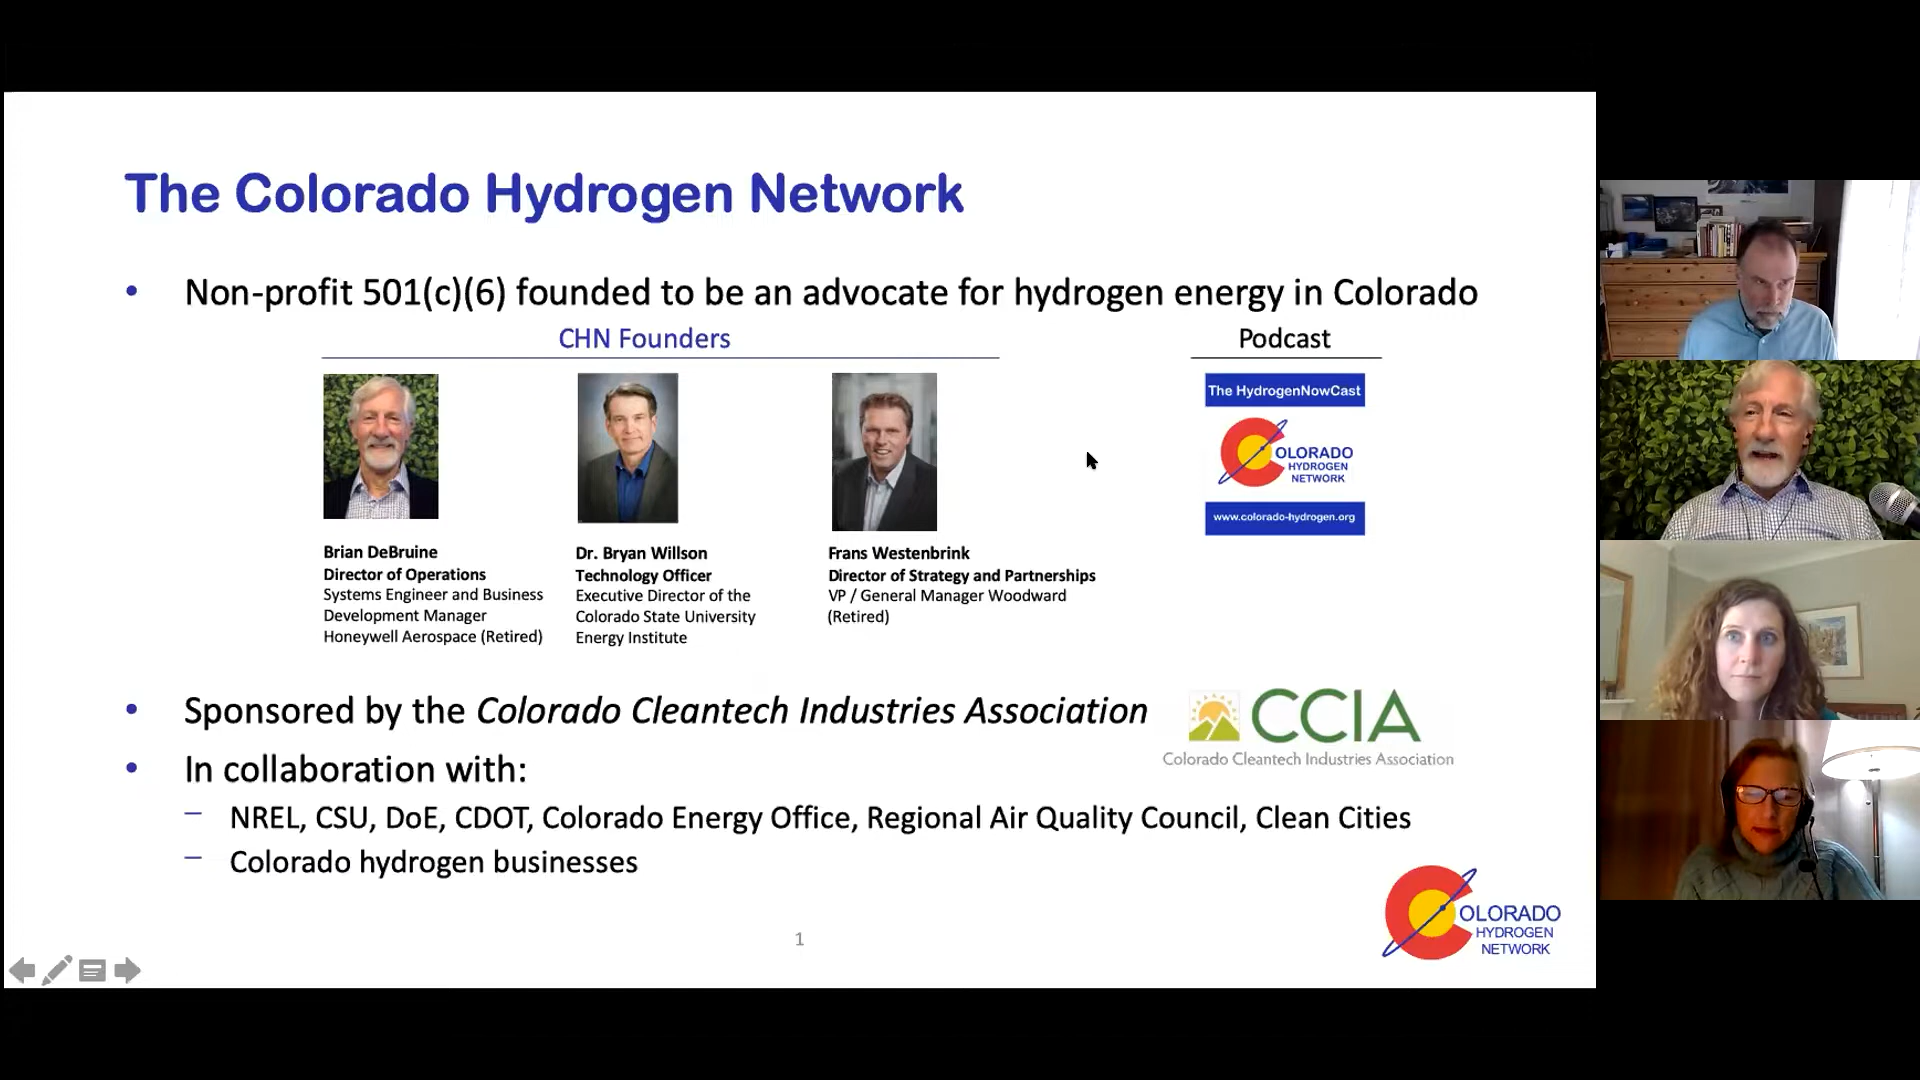 The Colorado Hydrogen Network
• Non-profit 501(c)(6) founded to be an advocate for hydrogen energy in Colorado
CHN Founders
Podcast
The HydrogenNowCast
OLORADO
HYDROGEN
NETWORK
www.colorado-hydrogen.org
Brian DeBruine
Director of Operations
Systems Engineer and Business
Development Manager
Honeywell Aerospace (Retired)
Dr. Bryan Willson
Technology Officer
Executive Director of the
Colorado State University
Energy Institute
Frans Westenbrink
Director of Strategy and Partnerships
VP / General Manager Woodward
(Retired)
• Sponsored by the Colorado Cleantech Industries Association
CCIA
Colorado Cleantech Industries Association
• In collaboration with:
– NREL, CSU, DoE, CDOT, Colorado Energy Office, Regional Air Quality Council, Clean Cities
– Colorado hydrogen businesses
OLORADO
HYDROGEN
NETWORK
1